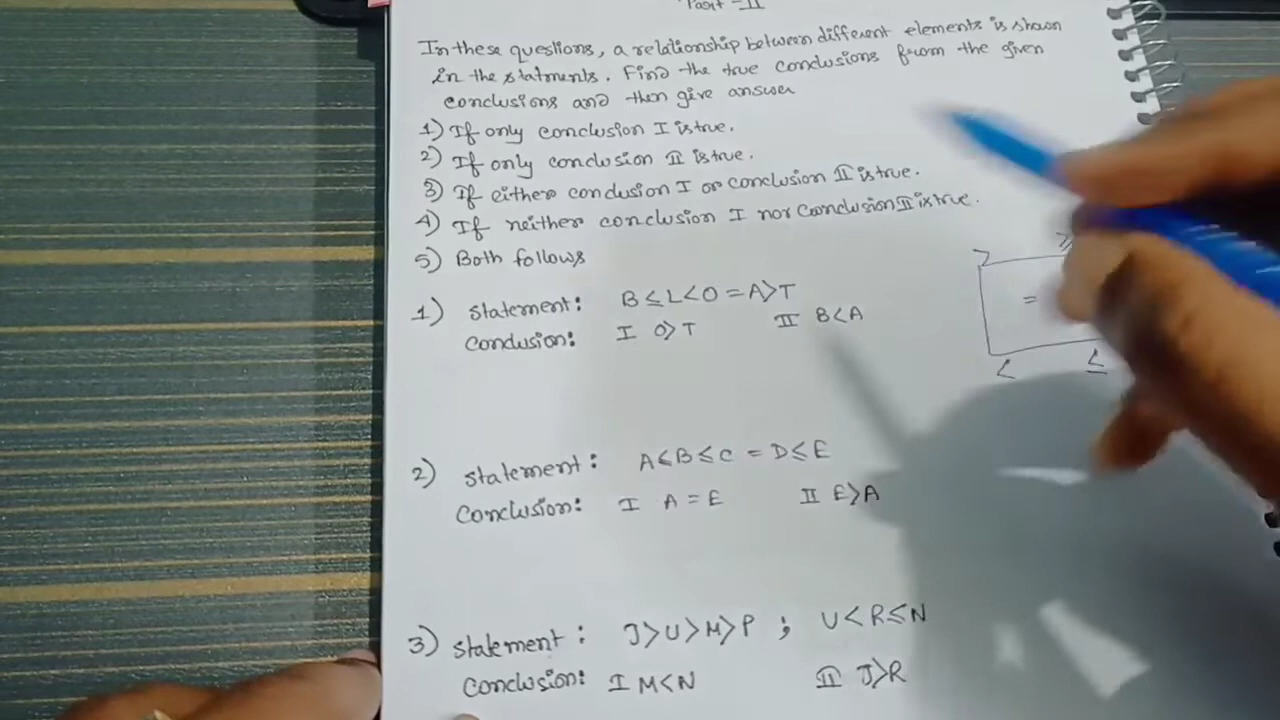 Part - II
In these questions, a relationship between different elements is shown
in the statments. Find the true conclusions from the given
conclusions and then give answer
1) If only conclusion I is true.
2) If only conclusion II is true.
3) If either conclusion I or conclusion II is true.
4) If neither conclusion I nor conclusion II is true.
5) Both follows
1) Statement: B ≤ L < O = A > T
Conclusion: I O > T II B < A
> =
< ≤
2) Statement: A ≤ B ≤ C = D ≤ E
Conclusion: I A = E II E > A
3) Statement: J > U > M > P ; U < R ≤ N
Conclusion: I M < N II J > R